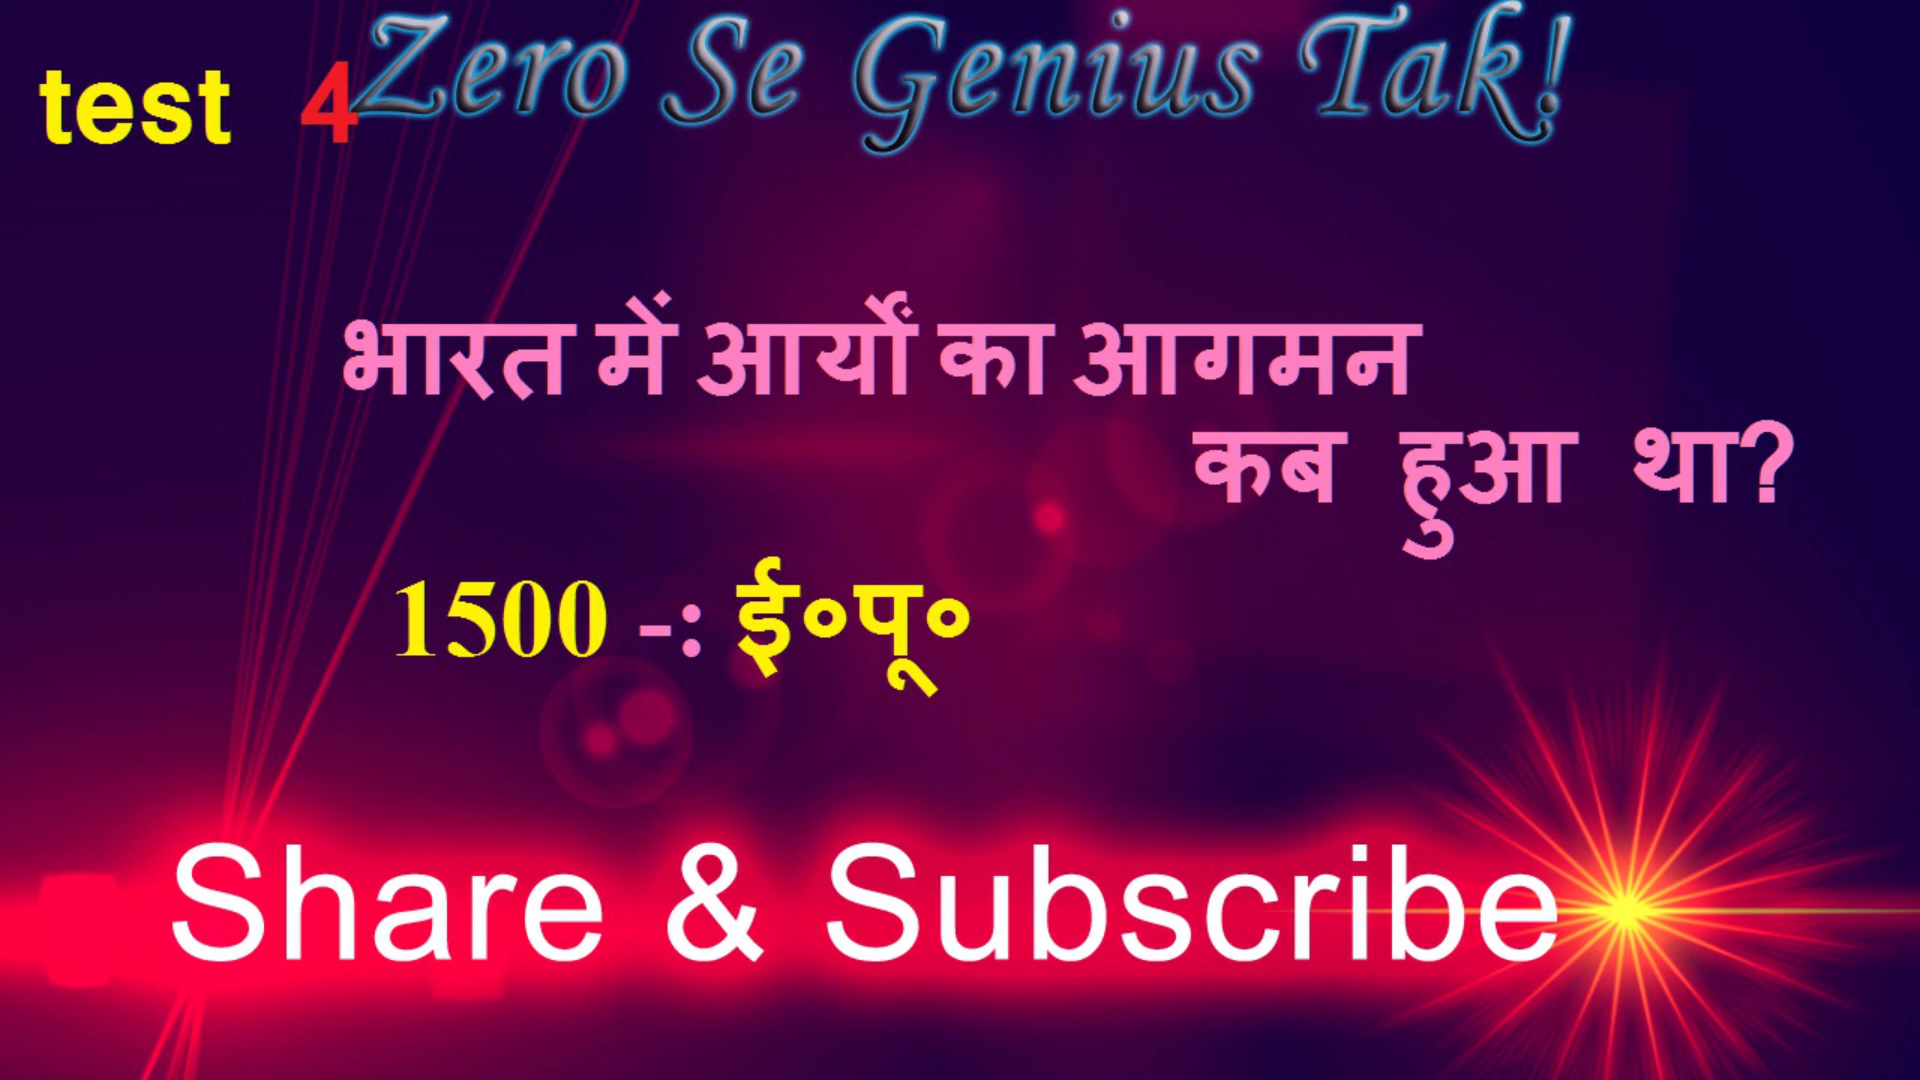 Zero Se Genius Tak!
test 4
भारत में आर्यों का आगमन
कब हुआ था?
1500 -: ई०पू०
Share & Subscribe